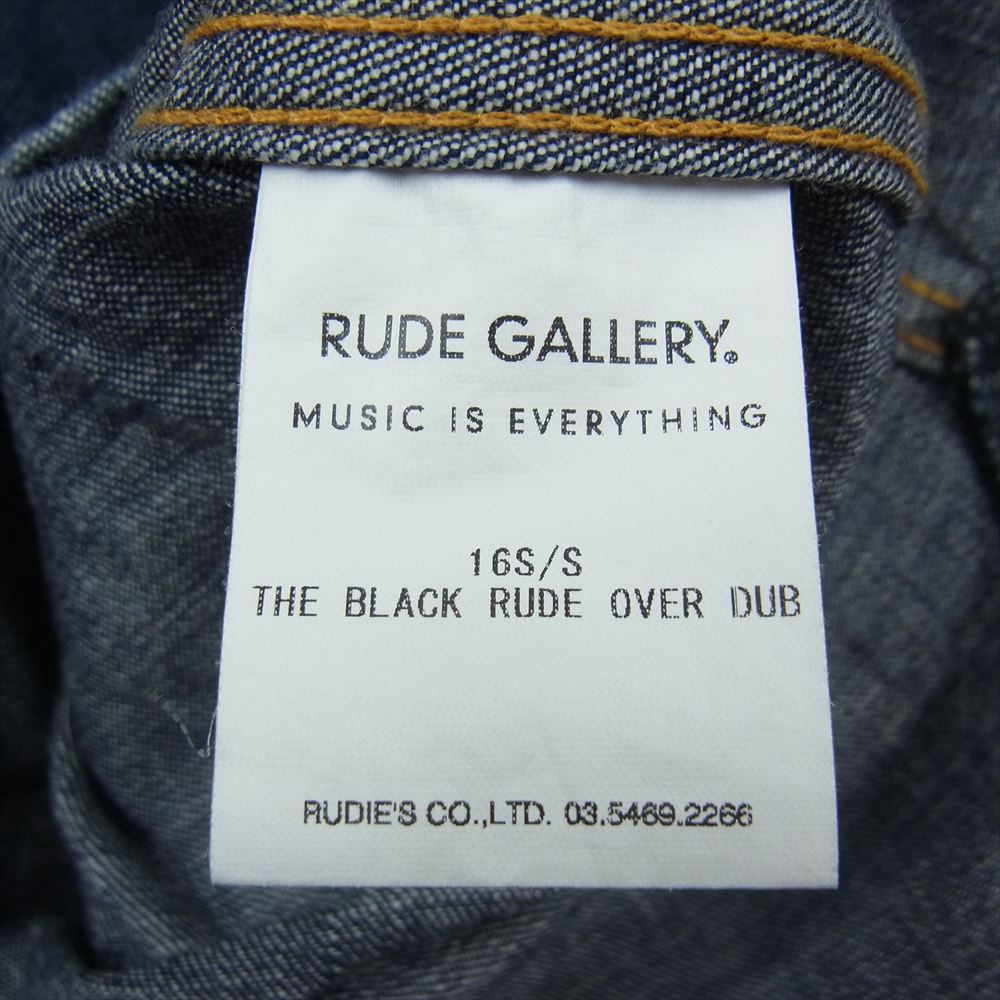 RUDE GALLERY.
MUSIC IS EVERYTHING
16S/S
THE BLACK RUDE OVER DUB
RUDIE'S CO.,LTD. 03.5469.2266